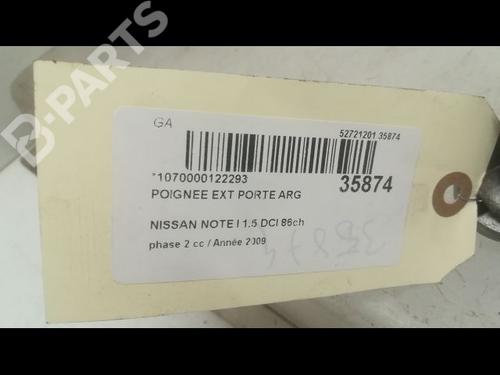 B-PARTS
GA
52721201 35874
*1070000122293
35874
POIGNEE EXT PORTE ARG
NISSAN NOTE I 1.5 DCI 86ch
phase 2 cc / Année 2009
35874